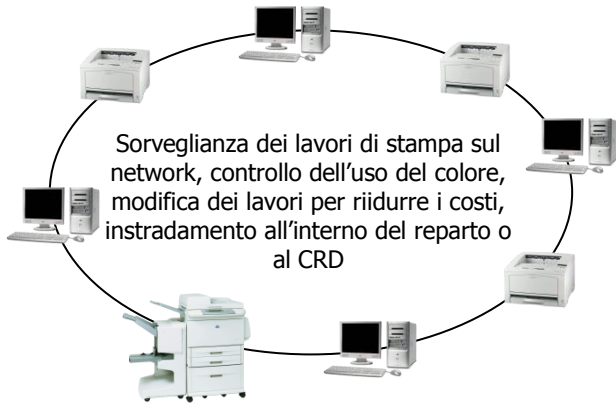 Sorveglianza dei lavori di stampa sul
network, controllo dell'uso del colore,
modifica dei lavori per riidurre i costi,
instradamento all'interno del reparto o
al CRD